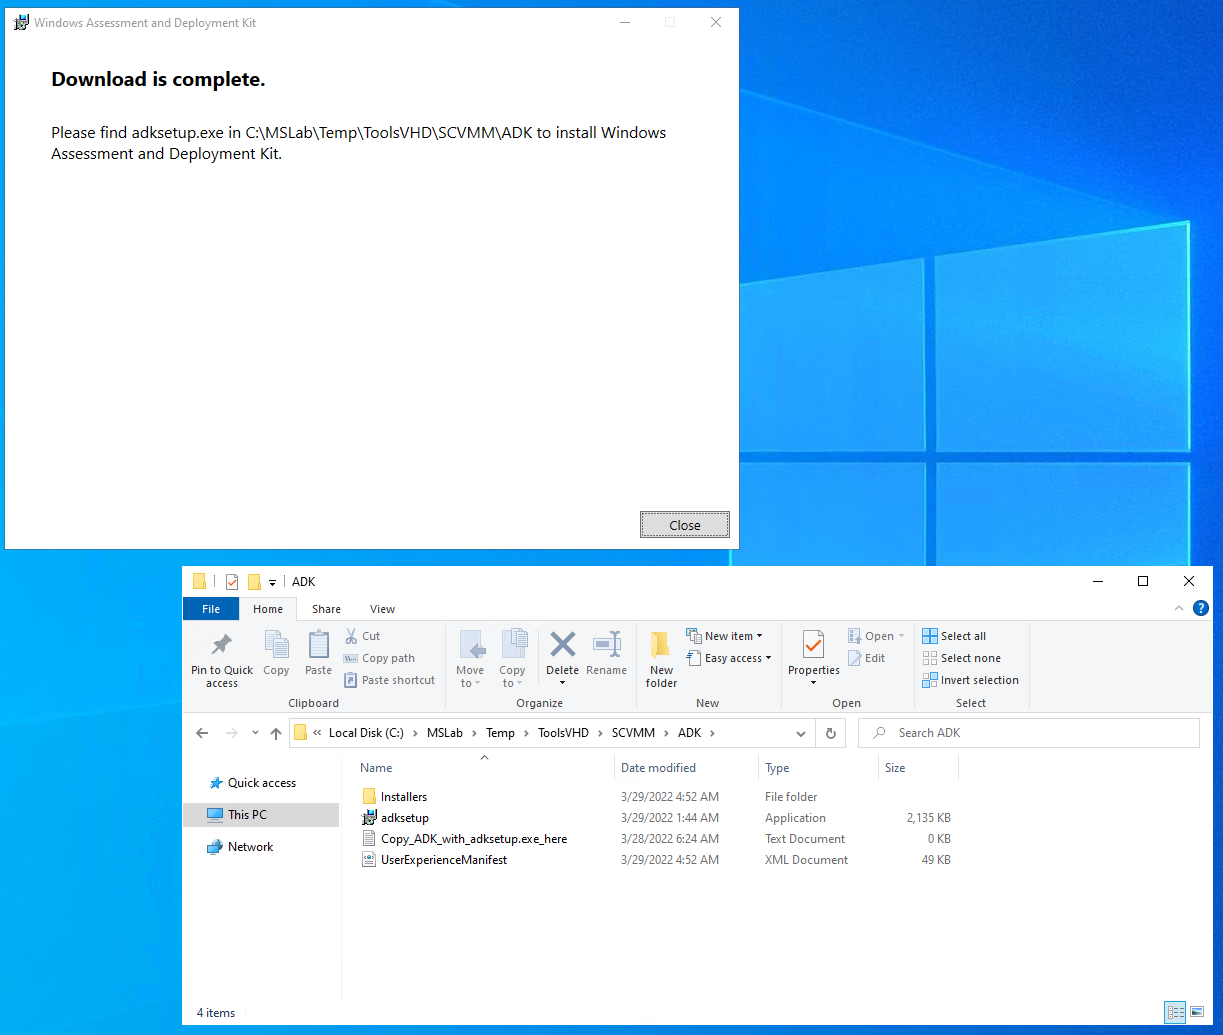 Windows Assessment and Deployment Kit
Download is complete.
Please find adksetup.exe in C:\MSLab\Temp\ToolsVHD\SCVMM\ADK to install Windows
Assessment and Deployment Kit.
Close
ADK
File Home Share View
Pin to Quick
access
Copy
Paste
Cut
Copy path
Paste shortcut
Clipboard
Move
to
Copy
to
Delete
Rename
Organize
New
folder
New item
Easy access
New
Properties
Open
Edit
Open
Select all
Select none
Invert selection
Select
« Local Disk (C:) > MSLab > Temp > ToolsVHD > SCVMM > ADK >
Search ADK
Quick access
This PC
Network
Name Date modified Type Size
Installers 3/29/2022 4:52 AM File folder
adksetup 3/29/2022 1:44 AM Application 2,135 KB
Copy_ADK_with_adksetup.exe_here 3/28/2022 6:24 AM Text Document 0 KB
UserExperienceManifest 3/29/2022 4:52 AM XML Document 49 KB
4 items